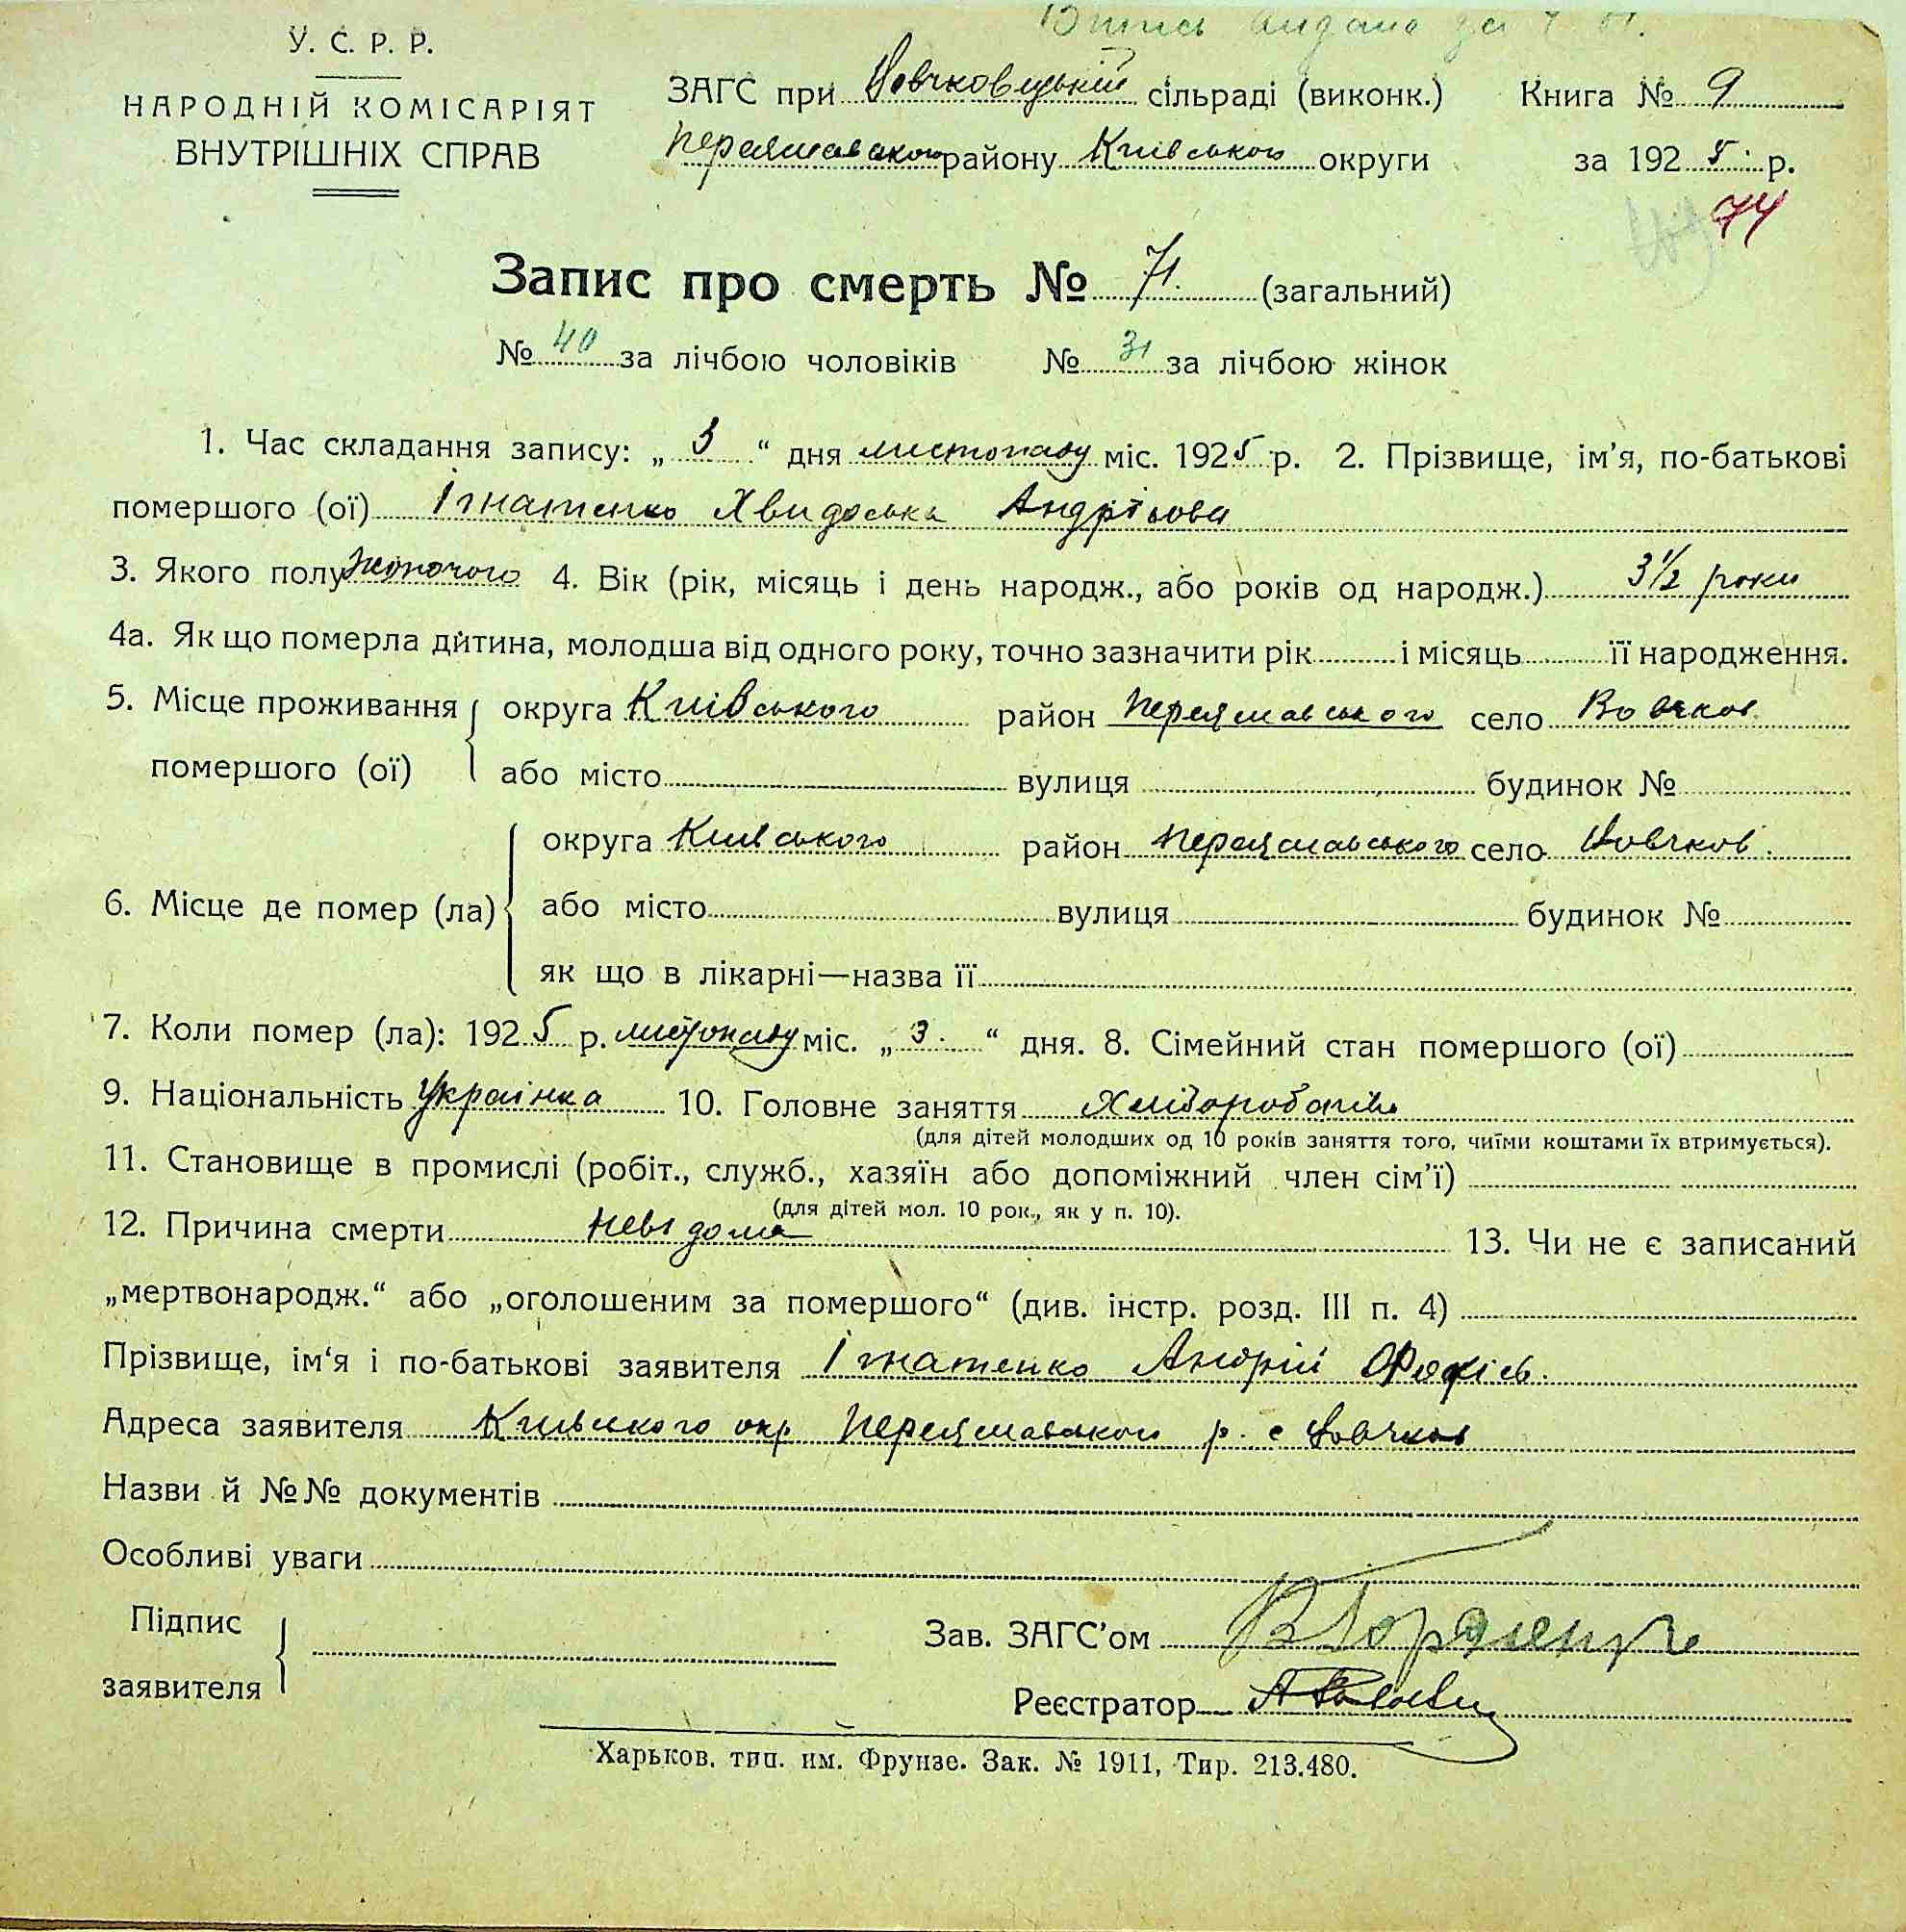 Витись видана
У. С. Р. Р.
НАРОДНІЙ КОМІСАРІЯТ
ВНУТРІШНІХ СПРАВ
ЗАГС при Вовчковецькій сільраді (виконк.)
Переяславського району Київського округи
Книга № 9
за 1925 р.
74
Запис про смерть № 71. (загальний)
№ 40 за лічбою чоловіків № 31 за лічбою жінок
1. Час складання запису: „ 3 “ дня листопаду міс. 1925 р. 2. Прізвище, ім’я, по-батькові
помершого (ої) Ігнатенко Хвидоська Андріьова
3. Якого полу жіночого 4. Вік (рік, місяць і день народж., або років од народж.) 3½ роки
4а. Як що померла дитина, молодша від одного року, точно зазначити рік і місяць її народження.
5. Місце проживання помершого (ої) округа Київського район Переяславського село Вовчков
або місто вулиця будинок №
6. Місце де помер (ла) округа Київського район Переяславського село Вовчков.
або місто вулиця будинок №
як що в лікарні—назва її
7. Коли помер (ла): 1925 р. листопаду міс. „ 3. “ дня. 8. Сімейний стан помершого (ої)
9. Національність Українка 10. Головне заняття Хліборобство
(для дітей молодших од 10 років заняття того, чиїми коштами їх втримується).
11. Становище в промислі (робіт., служб., хазяїн або допоміжний член сім’ї)
(для дітей мол. 10 рок., як у п. 10).
12. Причина смерти невідома 13. Чи не є записаний
„мертвонародж.“ або „оголошеним за помершого“ (див. інстр. розд. III п. 4)
Прізвище, ім‘я і по-батькові заявителя Ігнатенко Андрій
Адреса заявителя Київського окр Переяславського р. с Вовчков
Назви й №№ документів
Особливі уваги
Підпис заявителя
Зав. ЗАГС’ом
Реєстратор
Харьков. тип. им. Фрунзе. Зак. № 1911, Тир. 213.480.